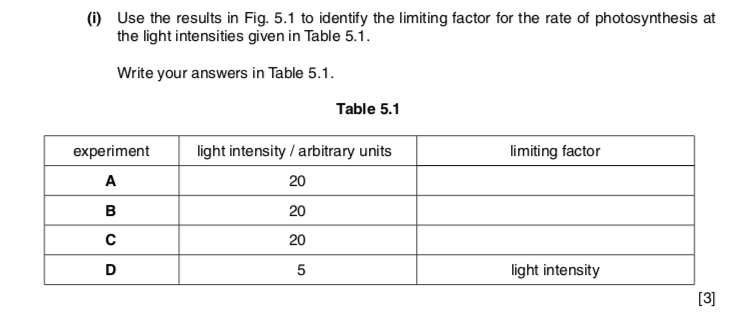 (i) Use the results in Fig. 5.1 to identify the limiting factor for the rate of photosynthesis at
the light intensities given in Table 5.1.
Write your answers in Table 5.1.
Table 5.1
experiment light intensity / arbitrary units limiting factor
A 20
B 20
C 20
D 5 light intensity
[3]